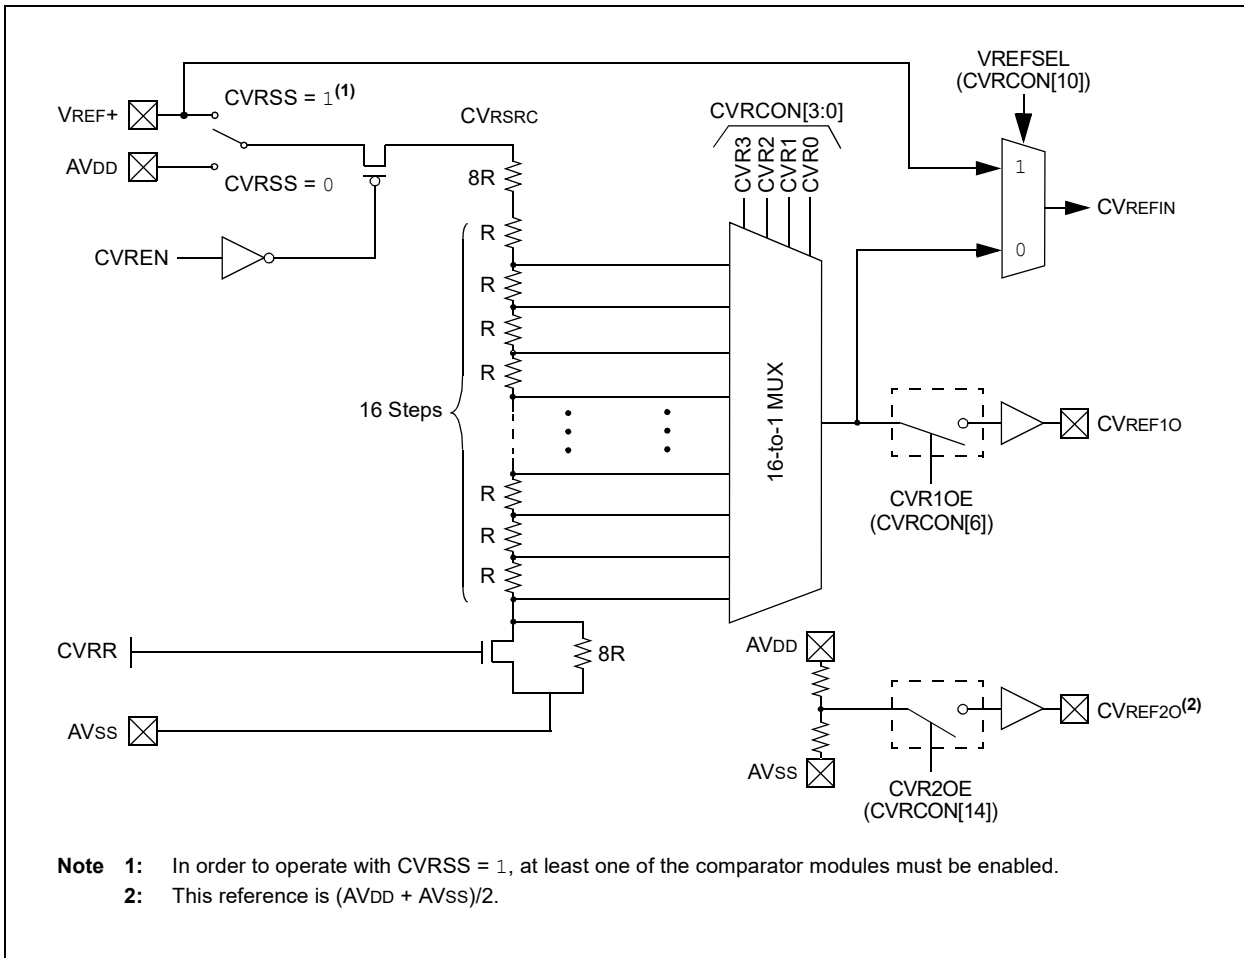 VREFSEL
(CVRCON[10])
CVRSS = 1(1)
VREF+
CVRSRC
CVRCON[3:0]
CVR3
CVR2
CVR1
CVR0
AVDD
8R
1
CVRSS = 0
CVREFIN
R
CVREN
0
R
R
R
16 Steps
16-to-1 MUX
CVREF1O
R
CVR1OE
(CVRCON[6])
R
R
CVRR
8R
AVDD
CVREF2O(2)
AVSS
AVSS
CVR2OE
(CVRCON[14])
Note 1: In order to operate with CVRSS = 1, at least one of the comparator modules must be enabled.
2: This reference is (AVDD + AVSS)/2.